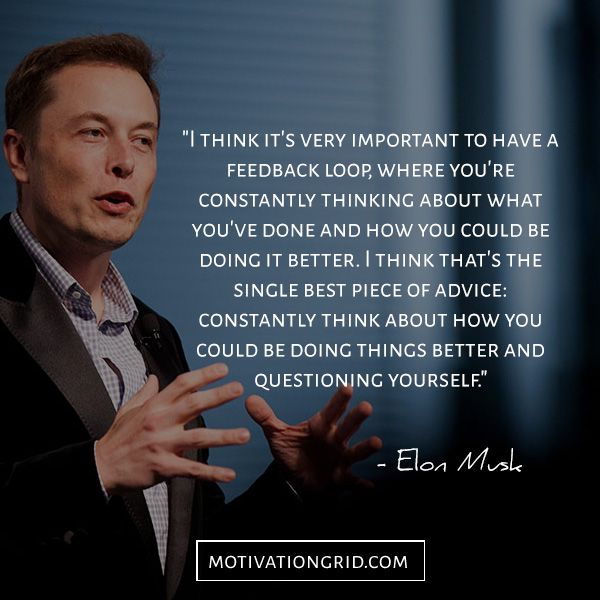 "I THINK IT'S VERY IMPORTANT TO HAVE A
FEEDBACK LOOP, WHERE YOU'RE
CONSTANTLY THINKING ABOUT WHAT
YOU'VE DONE AND HOW YOU COULD BE
DOING IT BETTER. I THINK THAT'S THE
SINGLE BEST PIECE OF ADVICE:
CONSTANTLY THINK ABOUT HOW YOU
COULD BE DOING THINGS BETTER AND
QUESTIONING YOURSELF."
- Elon Musk
MOTIVATIONGRID.COM